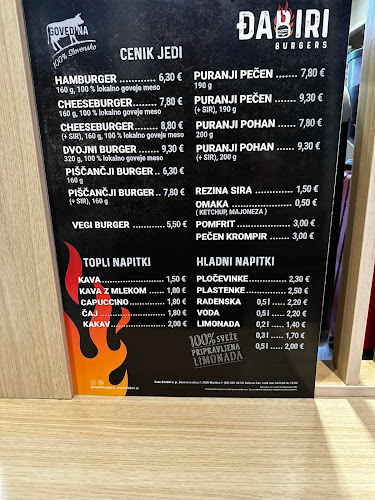 GOVEDINA
100% Slovensko
ĐABIRI
BURGERS
CENIK JEDI
HAMBURGER ............ 6,30 €
160 g, 100 % lokalno goveje meso
CHEESEBURGER......... 7,80 €
160 g, 100 % lokalno goveje meso
CHEESEBURGER......... 8,80 €
(+ SIR), 160 g, 100 % lokalno goveje meso
DVOJNI BURGER ........ 9,30 €
320 g, 100 % lokalno goveje meso
PIŠČANČJI BURGER .. 6,30 €
160 g
PIŠČANČJI BURGER .. 7,80 €
(+ SIR), 160 g
VEGI BURGER ........... 5,50 €
PURANJI PEČEN ....... 7,80 €
190 g
PURANJI PEČEN ....... 9,30 €
(+ SIR), 190 g
PURANJI POHAN ...... 7,80 €
200 g
PURANJI POHAN ...... 9,30 €
(+ SIR), 200 g
REZINA SIRA .............. 1,50 €
OMAKA .................... 0,50 €
( KETCHUP, MAJONEZA )
POMFRIT ................. 3,00 €
PEČEN KROMPIR ...... 3,00 €
TOPLI NAPITKI
KAVA .................... 1,50 €
KAVA Z MLEKOM .. 1,80 €
CAPUCCINO .......... 1,80 €
ČAJ ...................... 1,80 €
KAKAV .................. 2,00 €
HLADNI NAPITKI
PLOČEVINKE ............... 2,30 €
PLASTENKE ................ 2,50 €
RADENSKA 0,5 l .... 2,20 €
VODA 0,5 l .... 2,20 €
LIMONADA 0,2 l .... 1,40 €
0,3 l .... 1,70 €
0,5 l .... 2,00 €
100% SVEŽE
PRIPRAVLJENA
LIMONADA